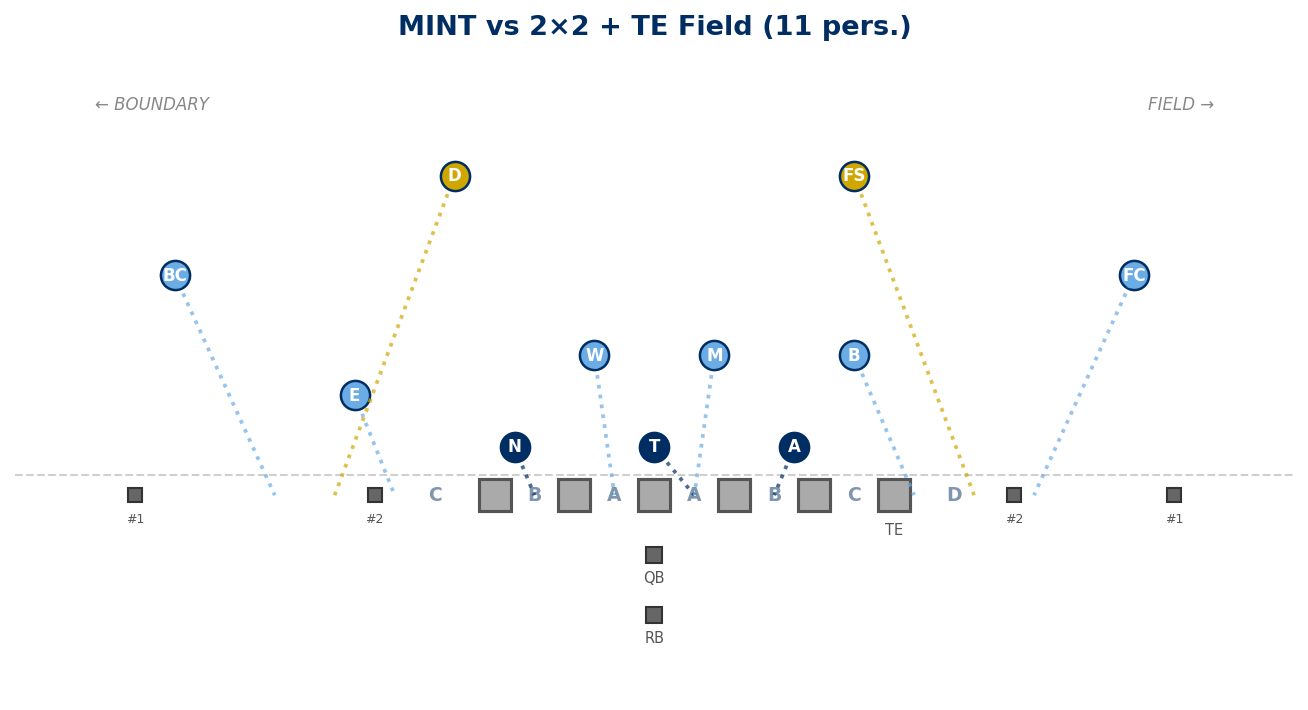 MINT vs 2×2 + TE Field (11 pers.)
← BOUNDARY
FIELD →
D
FS
BC
FC
W
M
B
E
N
T
A
C
B
A
A
B
C
D
#1
#2
TE
#2
#1
QB
RB